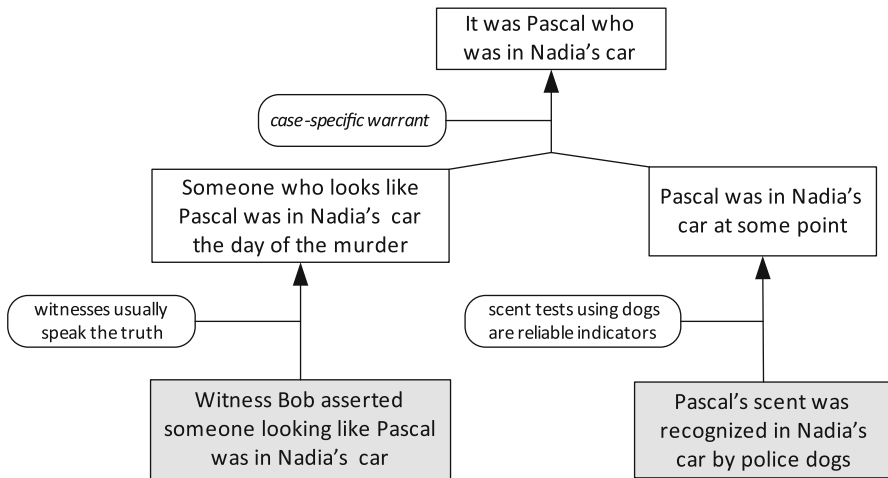 It was Pascal who
was in Nadia's car
case-specific warrant
Someone who looks like
Pascal was in Nadia's car
the day of the murder
Pascal was in Nadia's
car at some point
witnesses usually
speak the truth
scent tests using dogs
are reliable indicators
Witness Bob asserted
someone looking like Pascal
was in Nadia's car
Pascal's scent was
recognized in Nadia's
car by police dogs